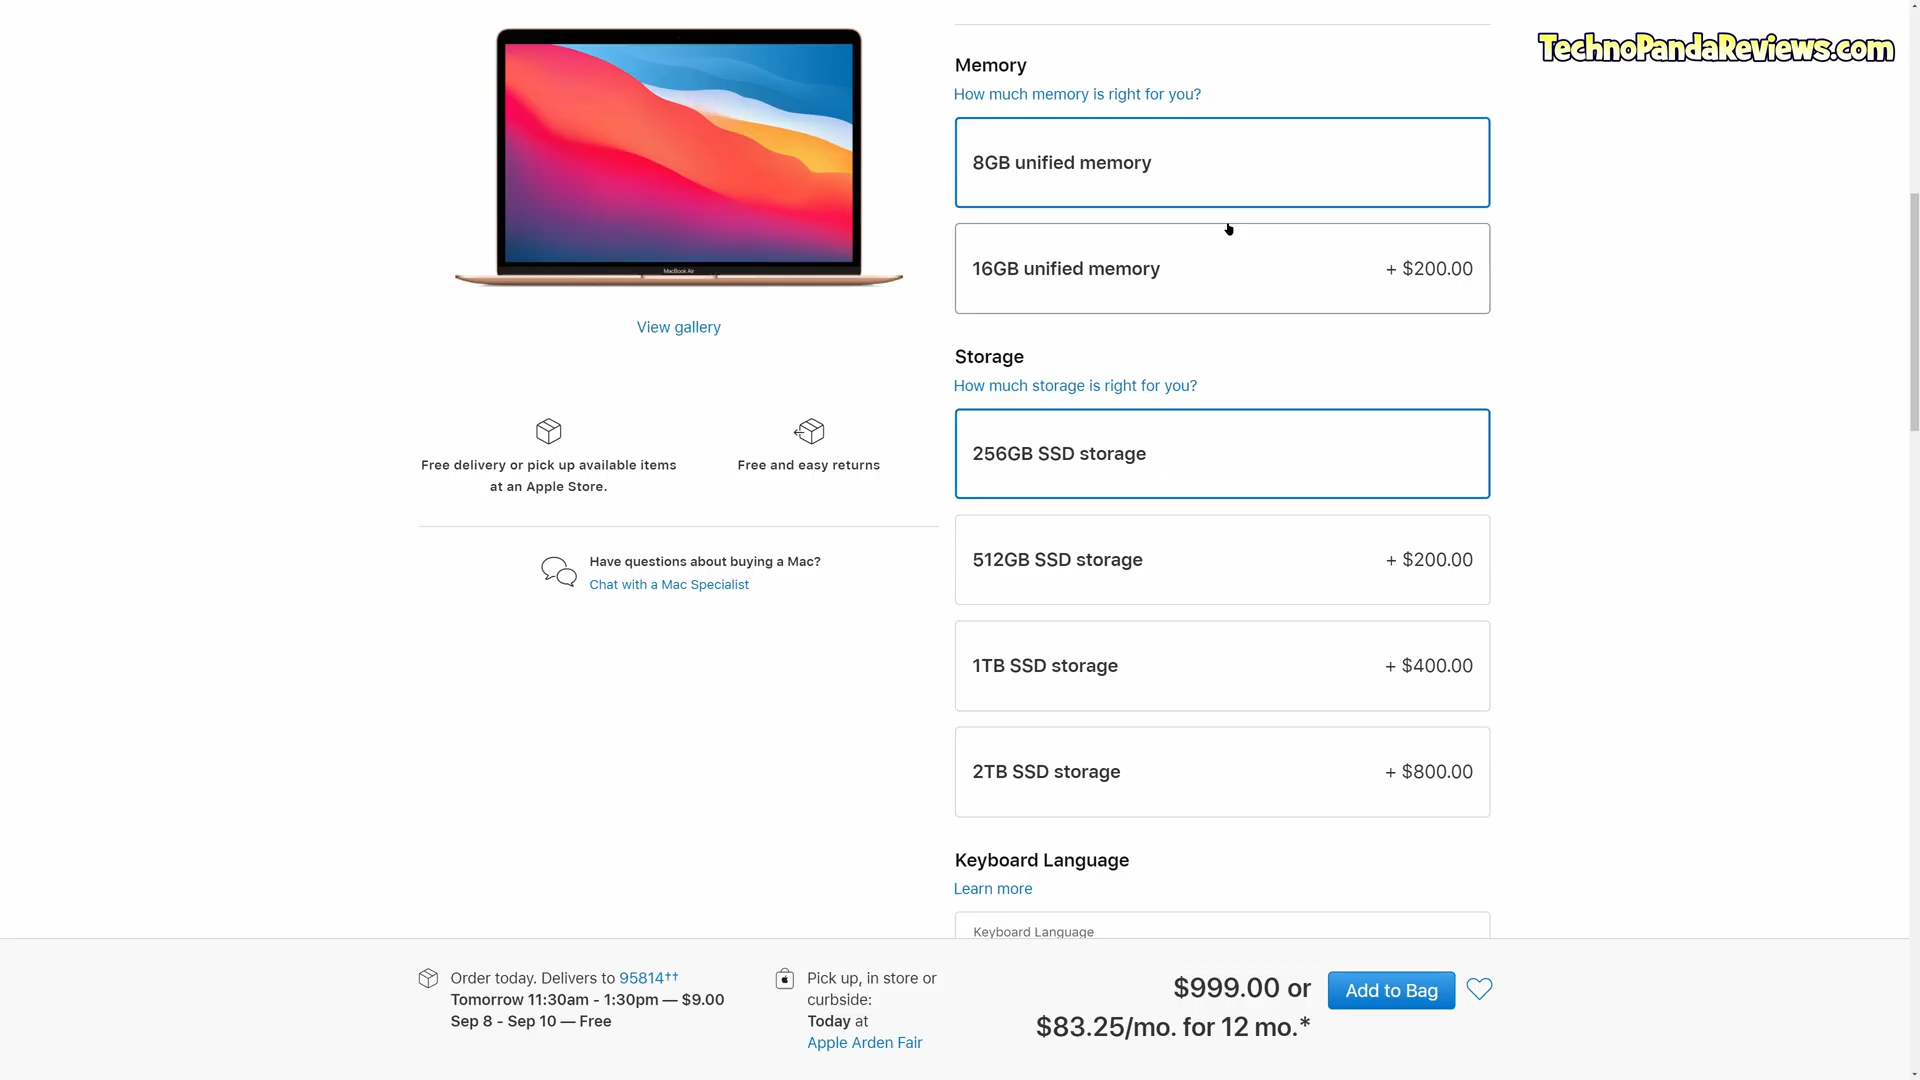 TechnoPandaReviews.com
MacBook Air
View gallery
Free delivery or pick up available items
at an Apple Store.
Free and easy returns
Have questions about buying a Mac?
Chat with a Mac Specialist
Memory
How much memory is right for you?
8GB unified memory
16GB unified memory + $200.00
Storage
How much storage is right for you?
256GB SSD storage
512GB SSD storage + $200.00
1TB SSD storage + $400.00
2TB SSD storage + $800.00
Keyboard Language
Learn more
Keyboard Language
Order today. Delivers to 95814††
Tomorrow 11:30am - 1:30pm — $9.00
Sep 8 - Sep 10 — Free
Pick up, in store or
curbside:
Today at
Apple Arden Fair
$999.00 or
$83.25/mo. for 12 mo.*
Add to Bag